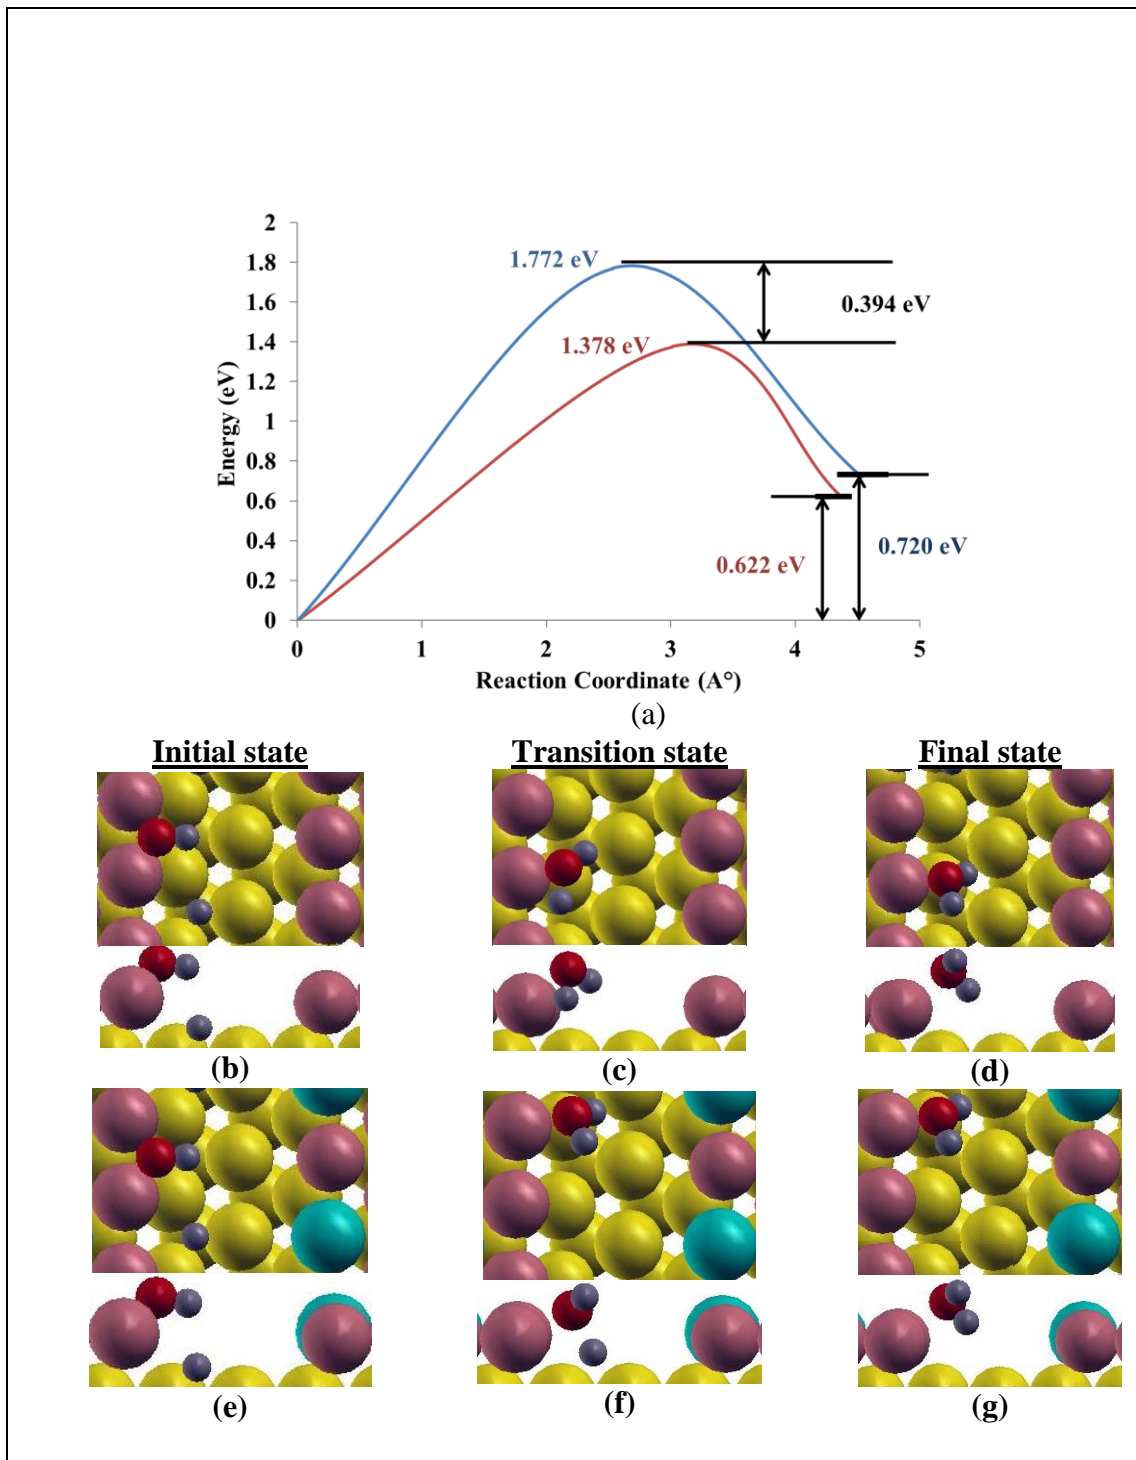 2
1.8
1.6
1.4
1.2
1
0.8
0.6
0.4
0.2
0
Energy (eV)
1.772 eV
1.378 eV
0.394 eV
0.622 eV
0.720 eV
0 1 2 3 4 5
Reaction Coordinate (A°)
(a)
Initial state Transition state Final state
(b) (c) (d)
(e) (f) (g)